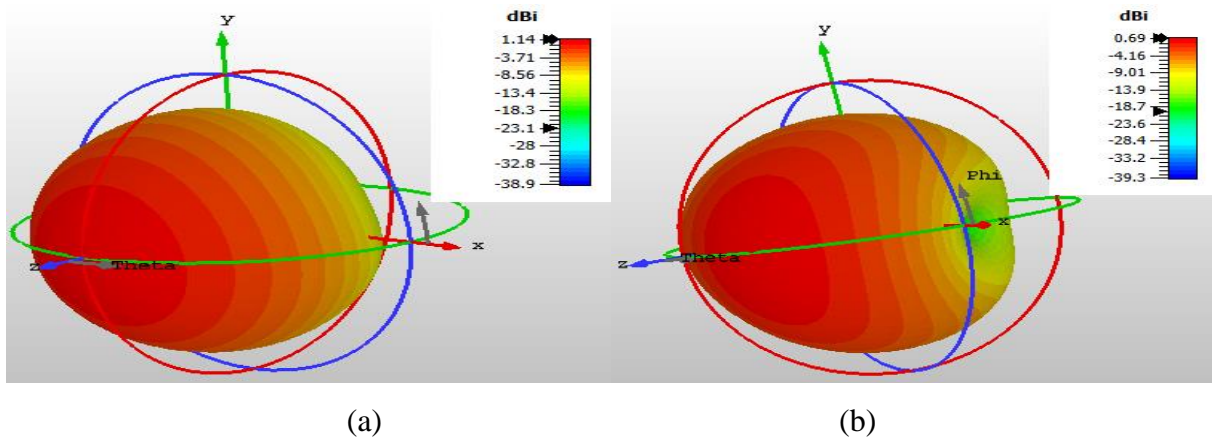 dBi
1.14
-3.71
-8.56
-13.4
-18.3
-23.1
-28
-32.8
-38.9
y
x
z
Theta
dBi
0.69
-4.16
-9.01
-13.9
-18.7
-23.6
-28.4
-33.2
-39.3
y
Phi
x
z
Theta
(a)
(b)